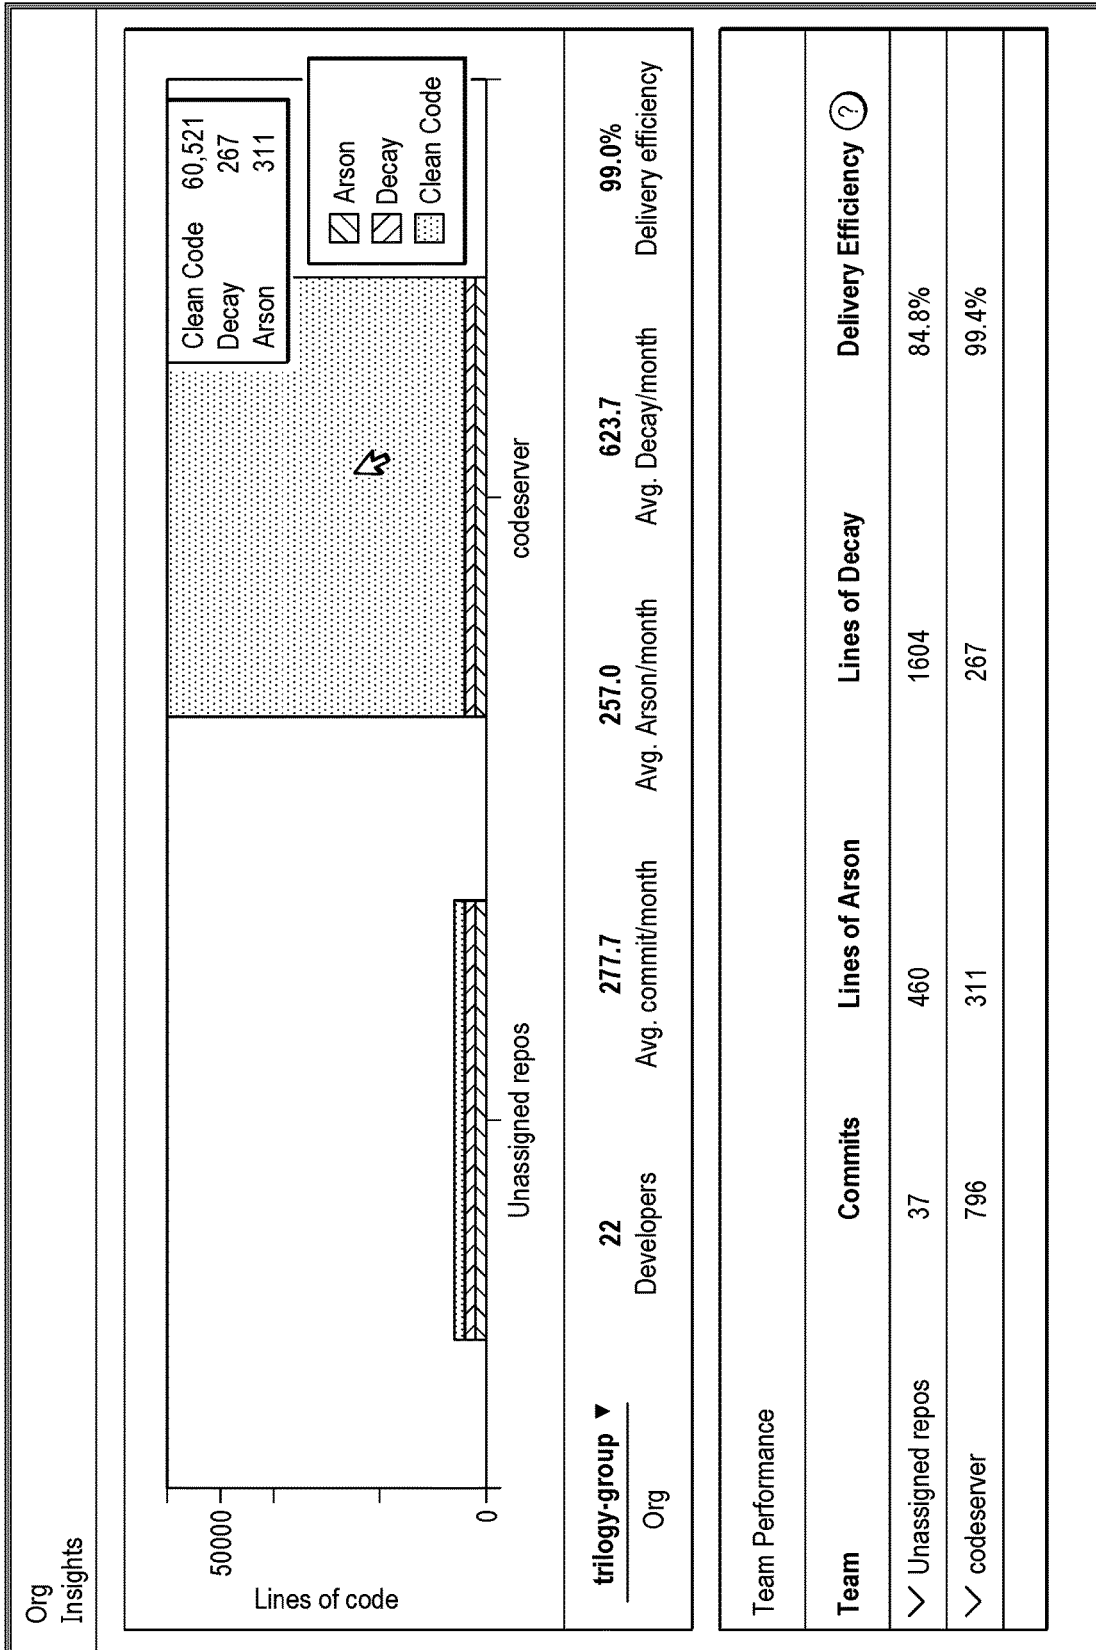 Org
Insights
Lines of code
50000
0
Clean Code 60,521
Decay 267
Arson 311
Arson
Decay
Clean Code
Unassigned repos
codeserver
trilogy-group ▼
Org
22
Developers
277.7
Avg. commit/month
257.0
Avg. Arson/month
623.7
Avg. Decay/month
99.0%
Delivery efficiency
Team Performance
Team Commits Lines of Arson Lines of Decay Delivery Efficiency ?
Unassigned repos 37 460 1604 84.8%
codeserver 796 311 267 99.4%